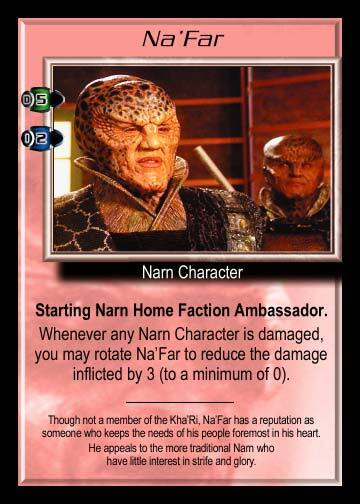 Na'Far
D 5
I 2
Narn Character
Starting Narn Home Faction Ambassador.
Whenever any Narn Character is damaged,
you may rotate Na'Far to reduce the damage
inflicted by 3 (to a minimum of 0).
Though not a member of the Kha'Ri, Na'Far has a reputation as
someone who keeps the needs of his people foremost in his heart.
He appeals to the more traditional Narn who
have little interest in strife and glory.